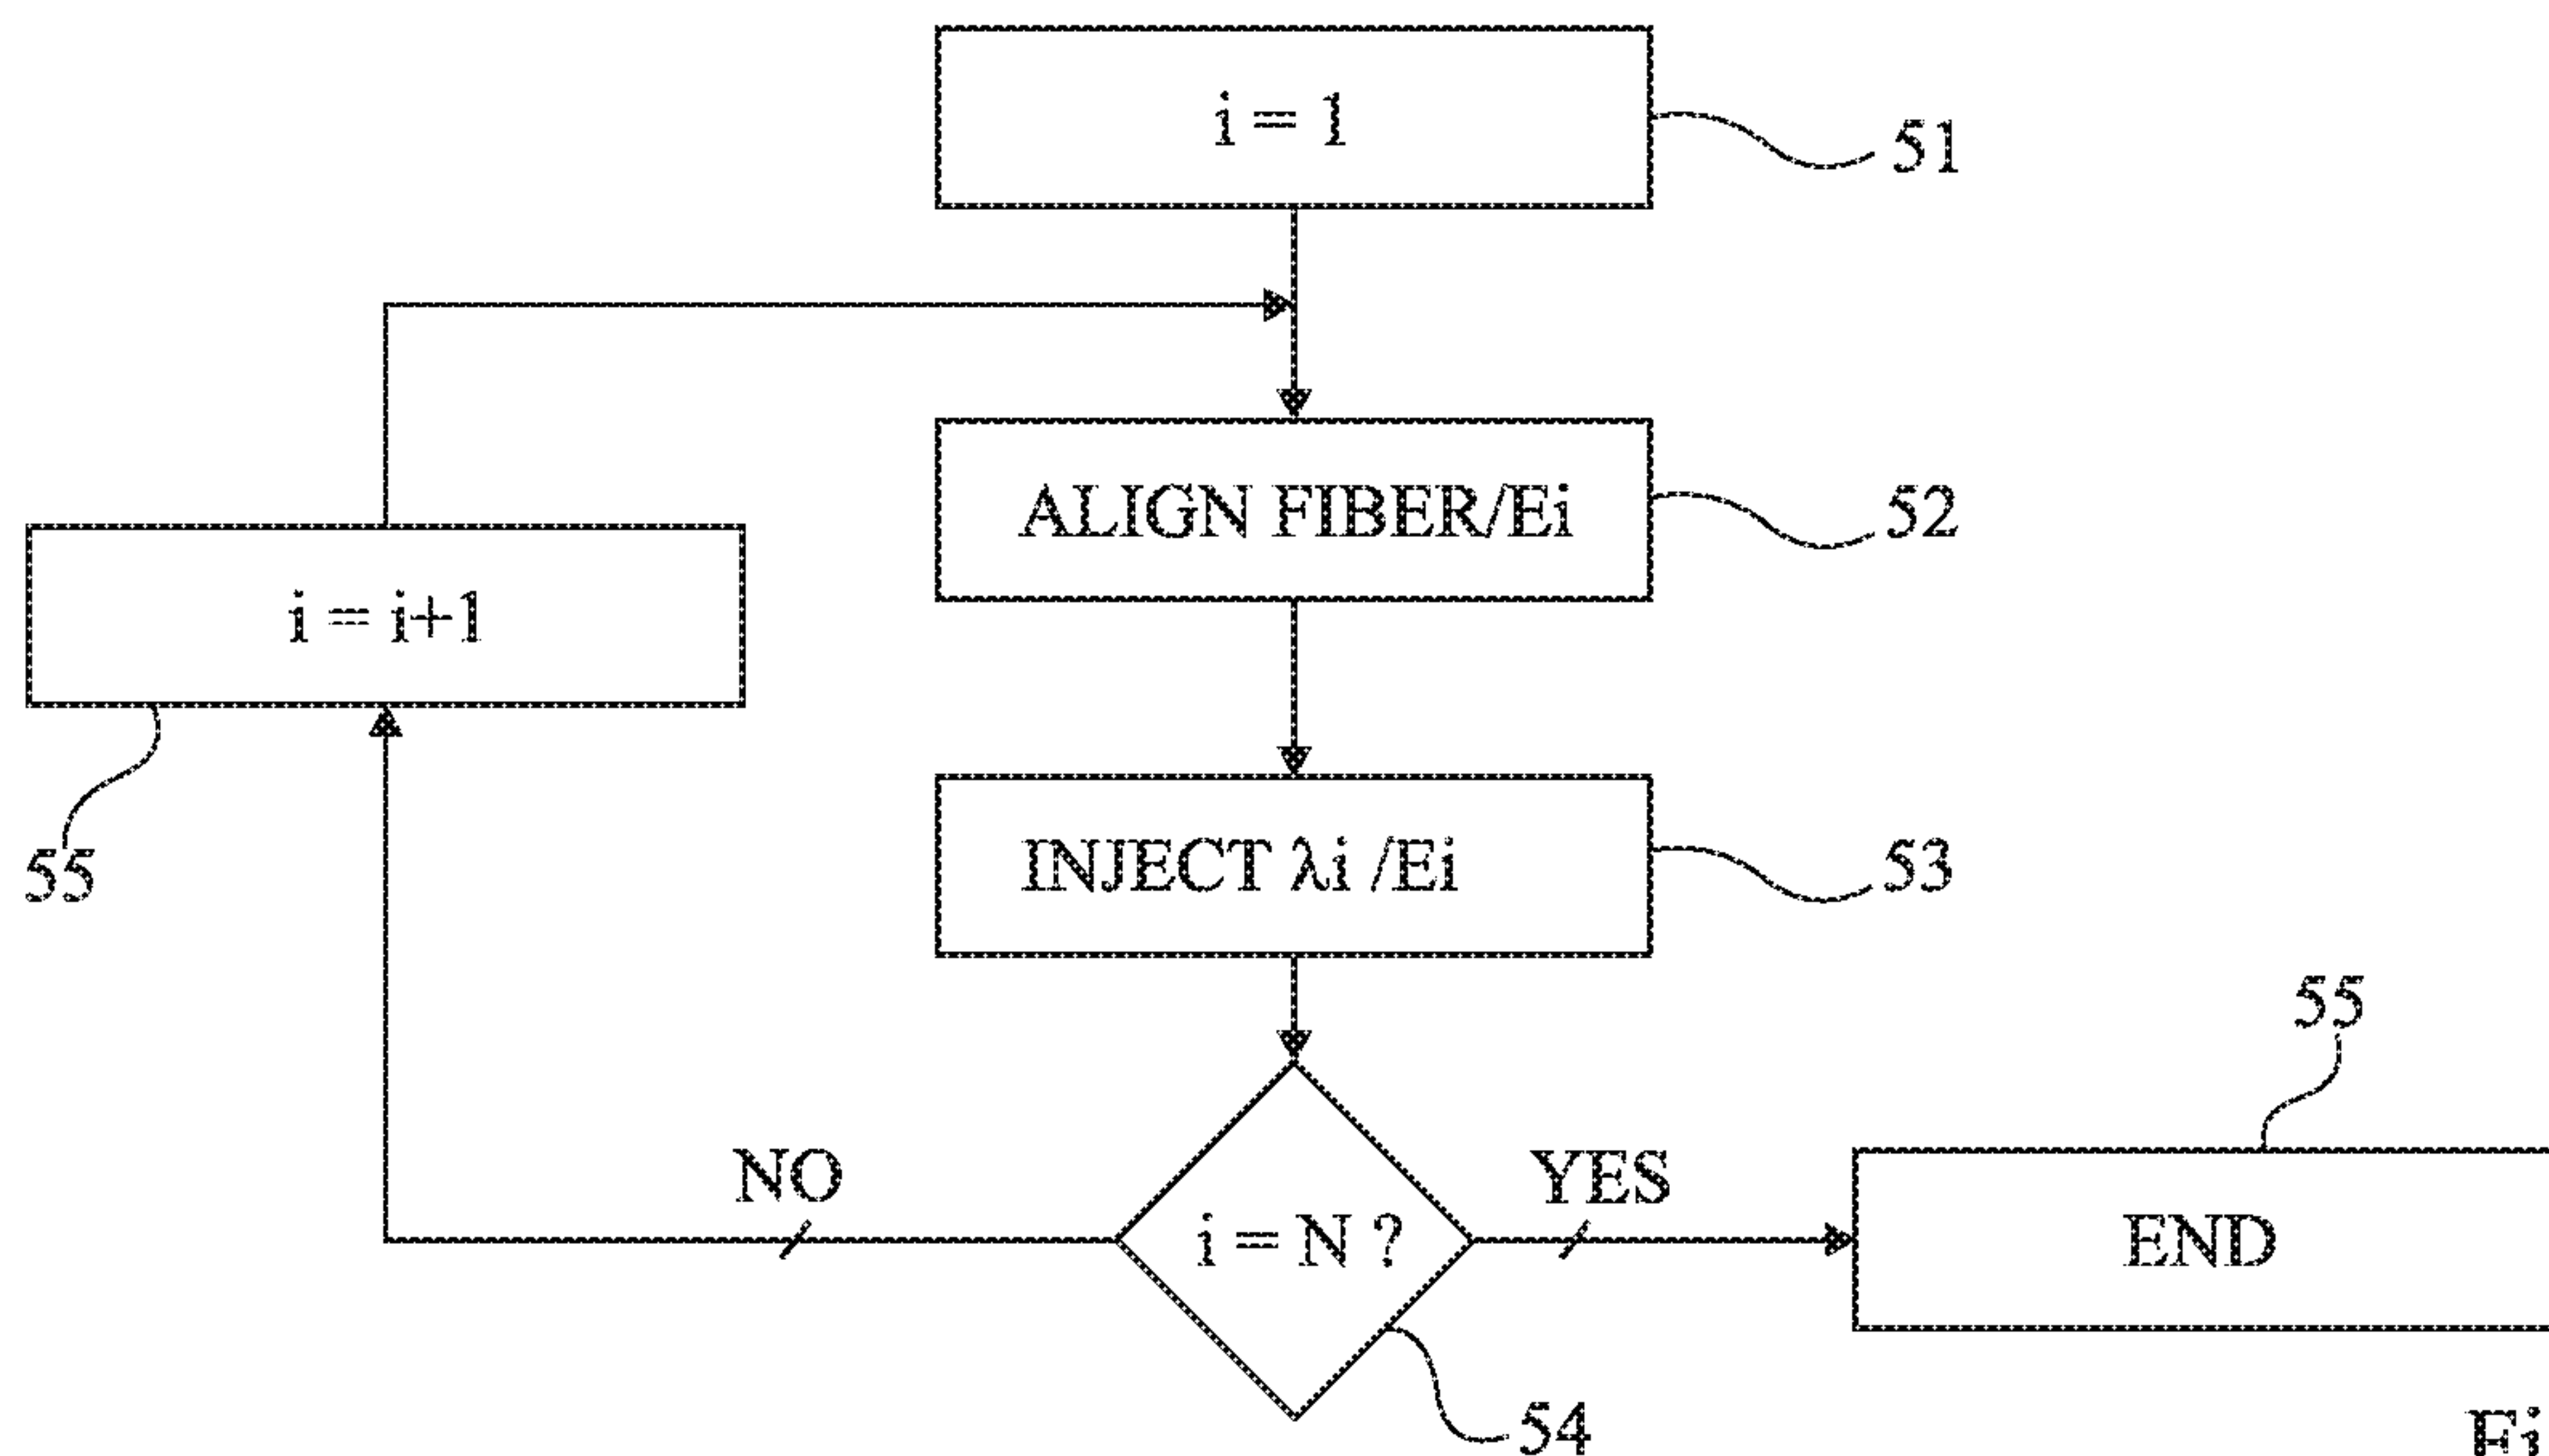 i = 1
51
ALIGN FIBER/Ei
52
i = i+1
55
INJECT λi /Ei
53
55
NO
YES
i = N ?
END
54